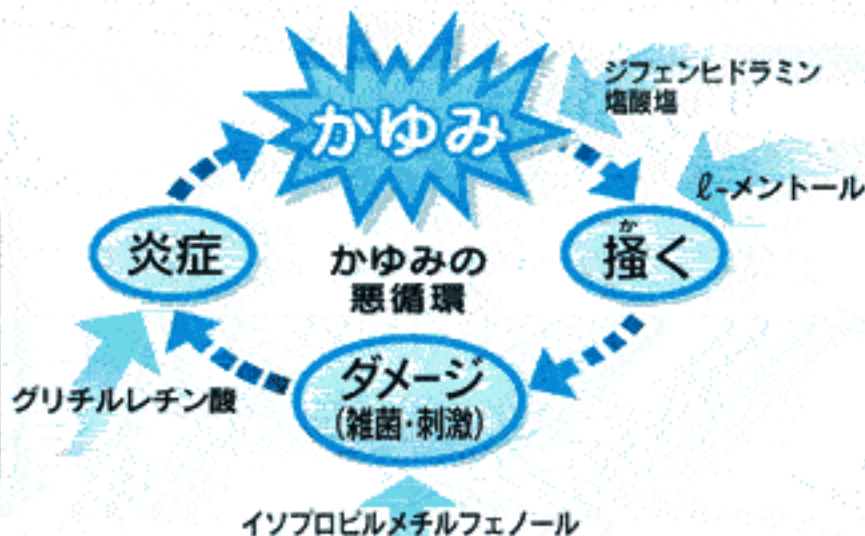 かゆみ
ジフェンヒドラミン
塩酸塩
ℓ-メントール
か
掻く
炎症
かゆみの
悪循環
ダメージ
(雑菌・刺激)
グリチルレチン酸
イソプロピルメチルフェノール